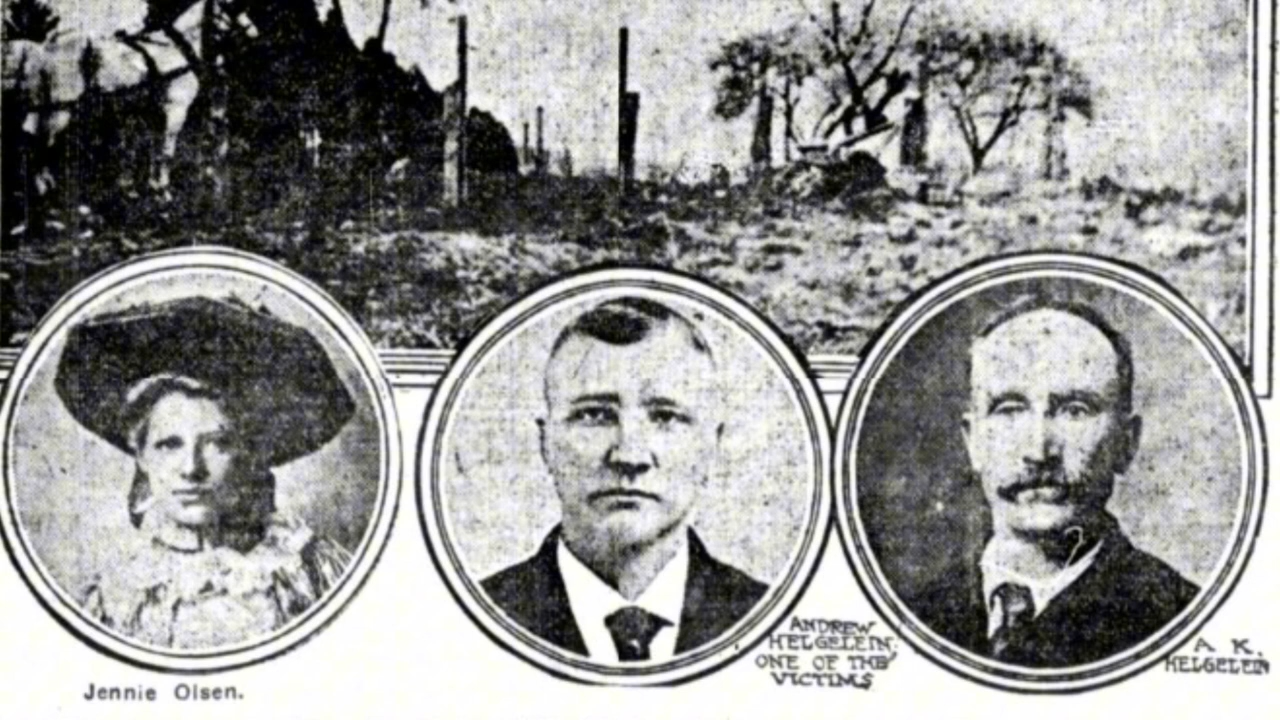 Jennie Olsen.
ANDREW
HELGELEIN,
ONE OF THE
VICTIMS
A. K.
HELGELEIN